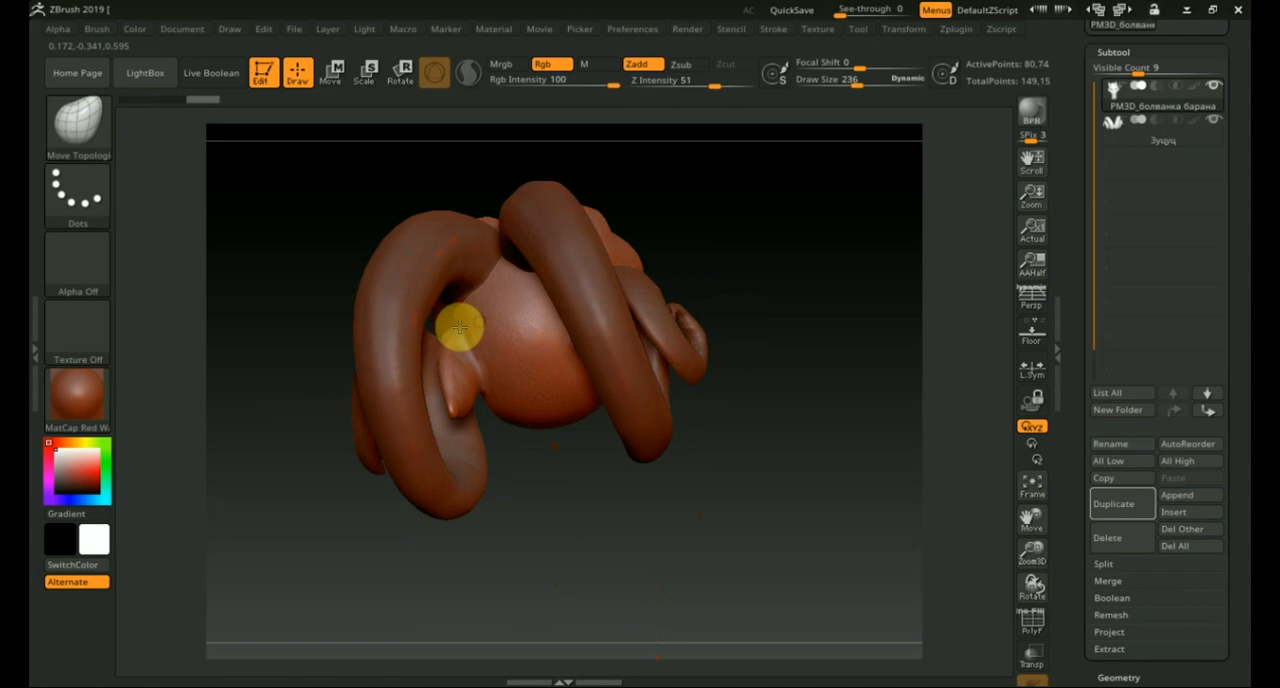 ZBrush 2019 [
AC QuickSave See-through 0 Menus DefaultZScript
Alpha Brush Color Document Draw Edit File Layer Light Macro Marker Material Movie Picker Preferences Render Stencil Stroke Texture Tool Transform Zplugin Zscript
0.172,-0.341,0.595
Home Page
LightBox
Live Boolean
Edit
Draw
Move
Scale
Rotate
Mrgb Rgb M
Rgb Intensity 100
Zadd Zsub Zcut
Z Intensity 51
S
Focal Shift 0
Draw Size 236 Dynamic
D
ActivePoints: 80,74
TotalPoints: 149,15
Move Topologi
Dots
Alpha Off
Texture Off
MatCap Red W
Gradient
SwitchColor
Alternate
BPR
SPix 3
Scroll
Zoom
Actual
AAHalf
Persp
Floor
L.Sym
XYZ
Frame
Move
Zoom3D
Rotate
PolyF
Transp
PM3D_болванк
Subtool
Visible Count 9
PM3D_болванка барана
Зуцуц
List All
New Folder
Rename AutoReorder
All Low All High
Copy Paste
Duplicate Append
Insert
Delete Del Other
Del All
Split
Merge
Boolean
Remesh
Project
Extract
Geometry